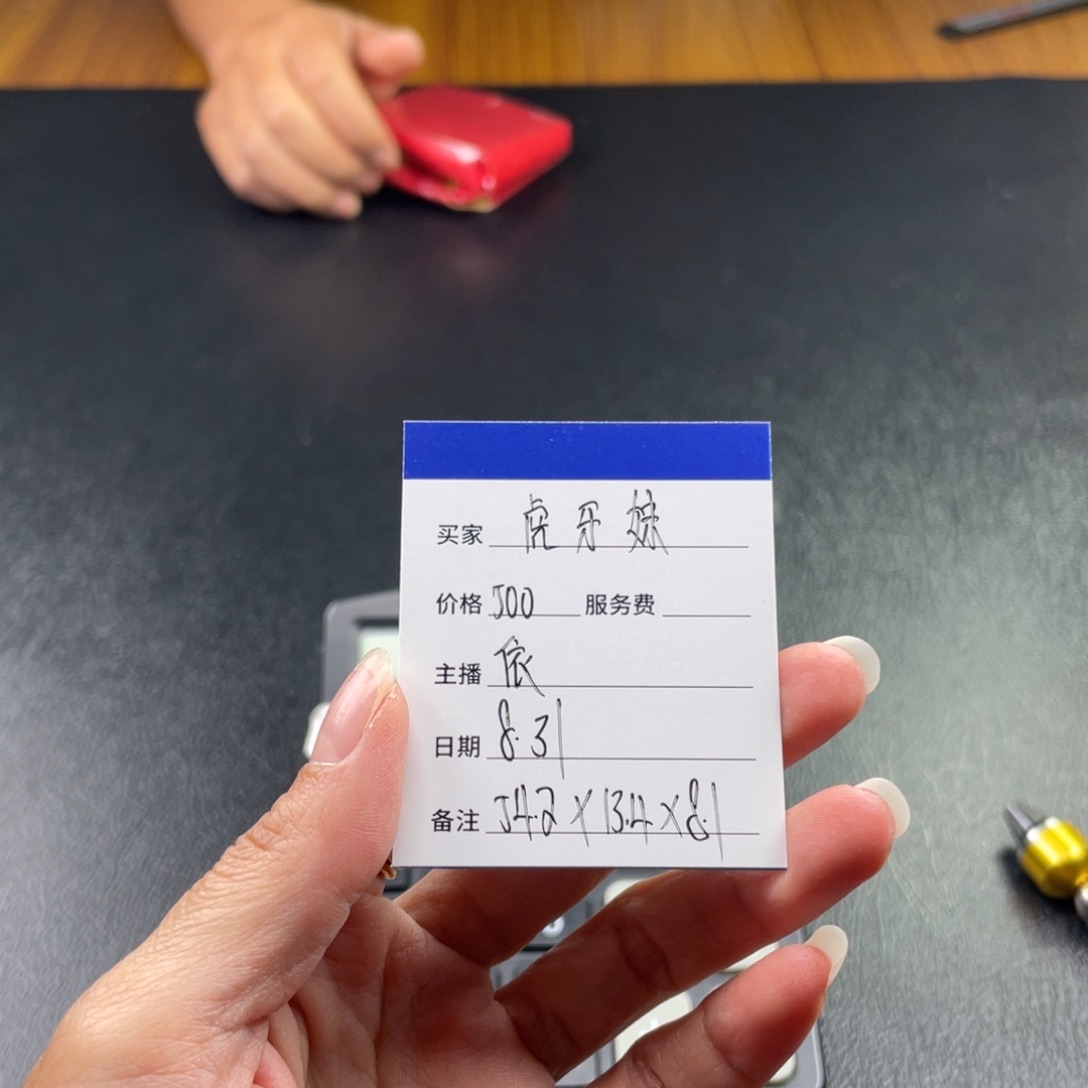 买家 虎牙妹
价格 500 服务费
主播 依
日期 8.31
备注 54.2×13.4×8.1